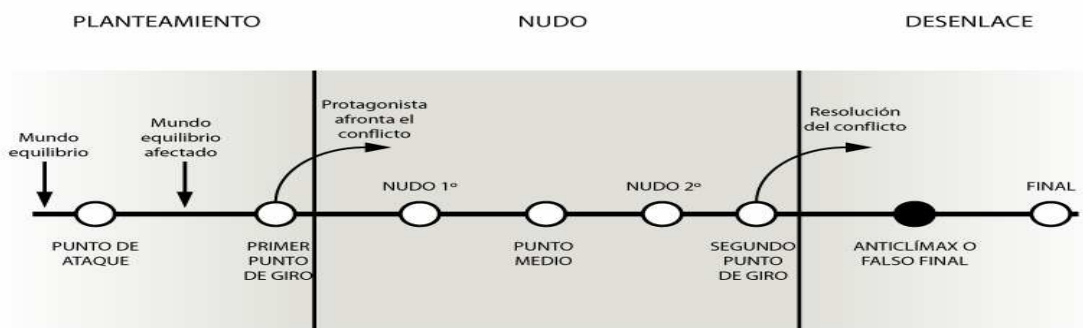 PLANTEAMIENTO
NUDO
DESENLACE
Mundo
equilibrio
Mundo
equilibrio
afectado
Protagonista
afronta el
conflicto
Resolución
del conflicto
NUDO 1º
NUDO 2º
FINAL
PUNTO DE
ATAQUE
PRIMER
PUNTO
DE GIRO
PUNTO
MEDIO
SEGUNDO
PUNTO
DE GIRO
ANTICLÍMAX O
FALSO FINAL